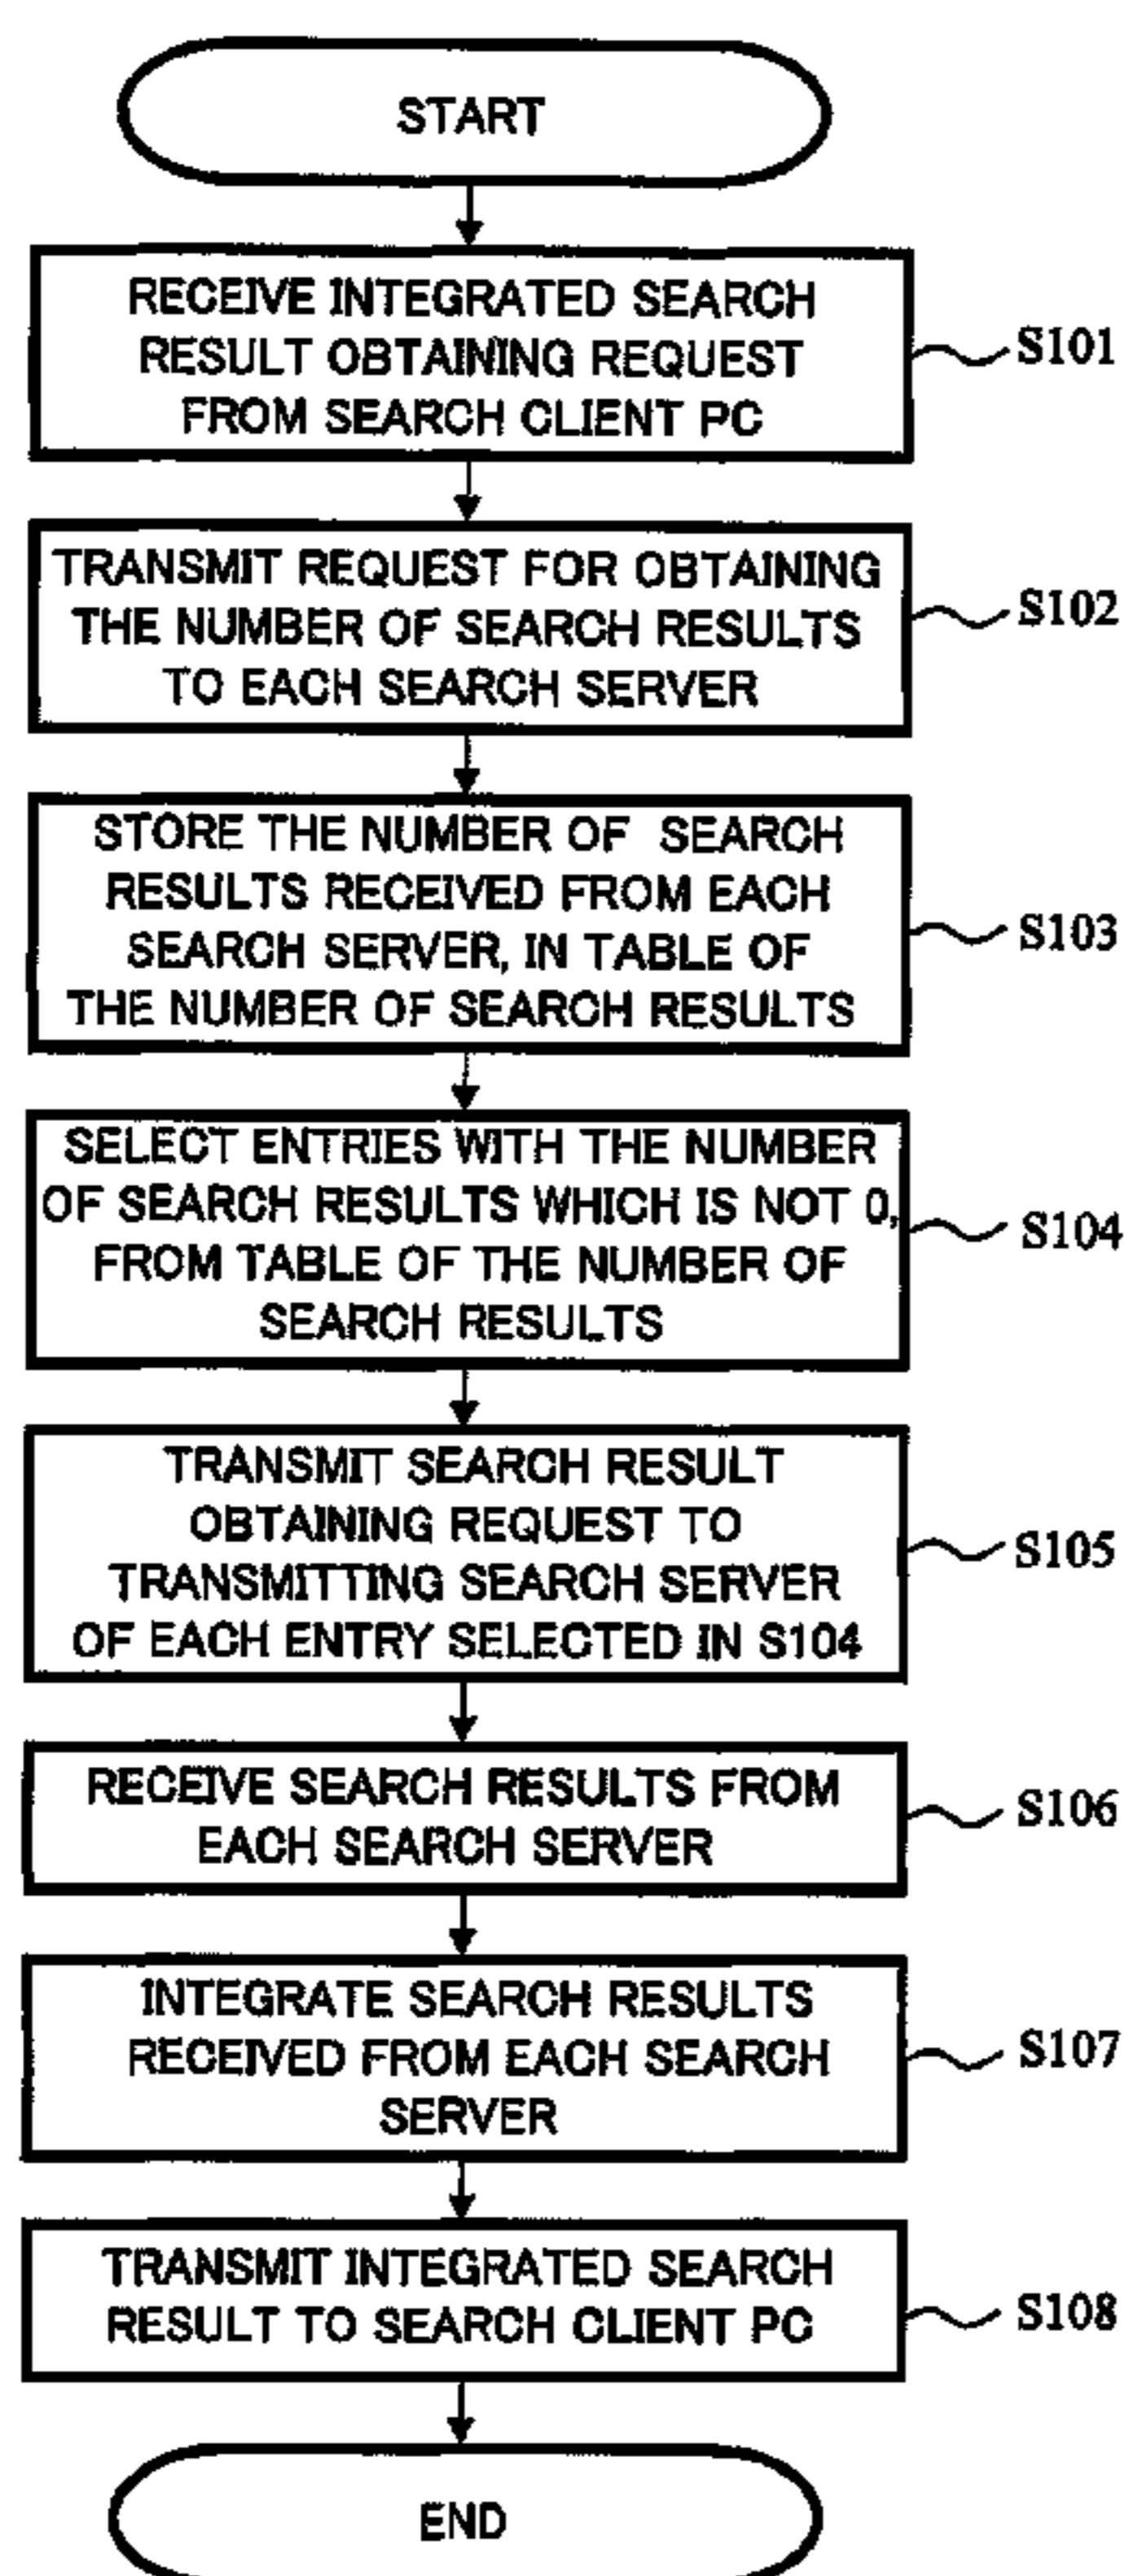 START
RECEIVE INTEGRATED SEARCH
RESULT OBTAINING REQUEST
FROM SEARCH CLIENT PC
S101
TRANSMIT REQUEST FOR OBTAINING
THE NUMBER OF SEARCH RESULTS
TO EACH SEARCH SERVER
S102
STORE THE NUMBER OF SEARCH
RESULTS RECEIVED FROM EACH
SEARCH SERVER, IN TABLE OF
THE NUMBER OF SEARCH RESULTS
S103
SELECT ENTRIES WITH THE NUMBER
OF SEARCH RESULTS WHICH IS NOT 0,
FROM TABLE OF THE NUMBER OF
SEARCH RESULTS
S104
TRANSMIT SEARCH RESULT
OBTAINING REQUEST TO
TRANSMITTING SEARCH SERVER
OF EACH ENTRY SELECTED IN S104
S105
RECEIVE SEARCH RESULTS FROM
EACH SEARCH SERVER
S106
INTEGRATE SEARCH RESULTS
RECEIVED FROM EACH SEARCH
SERVER
S107
TRANSMIT INTEGRATED SEARCH
RESULT TO SEARCH CLIENT PC
S108
END